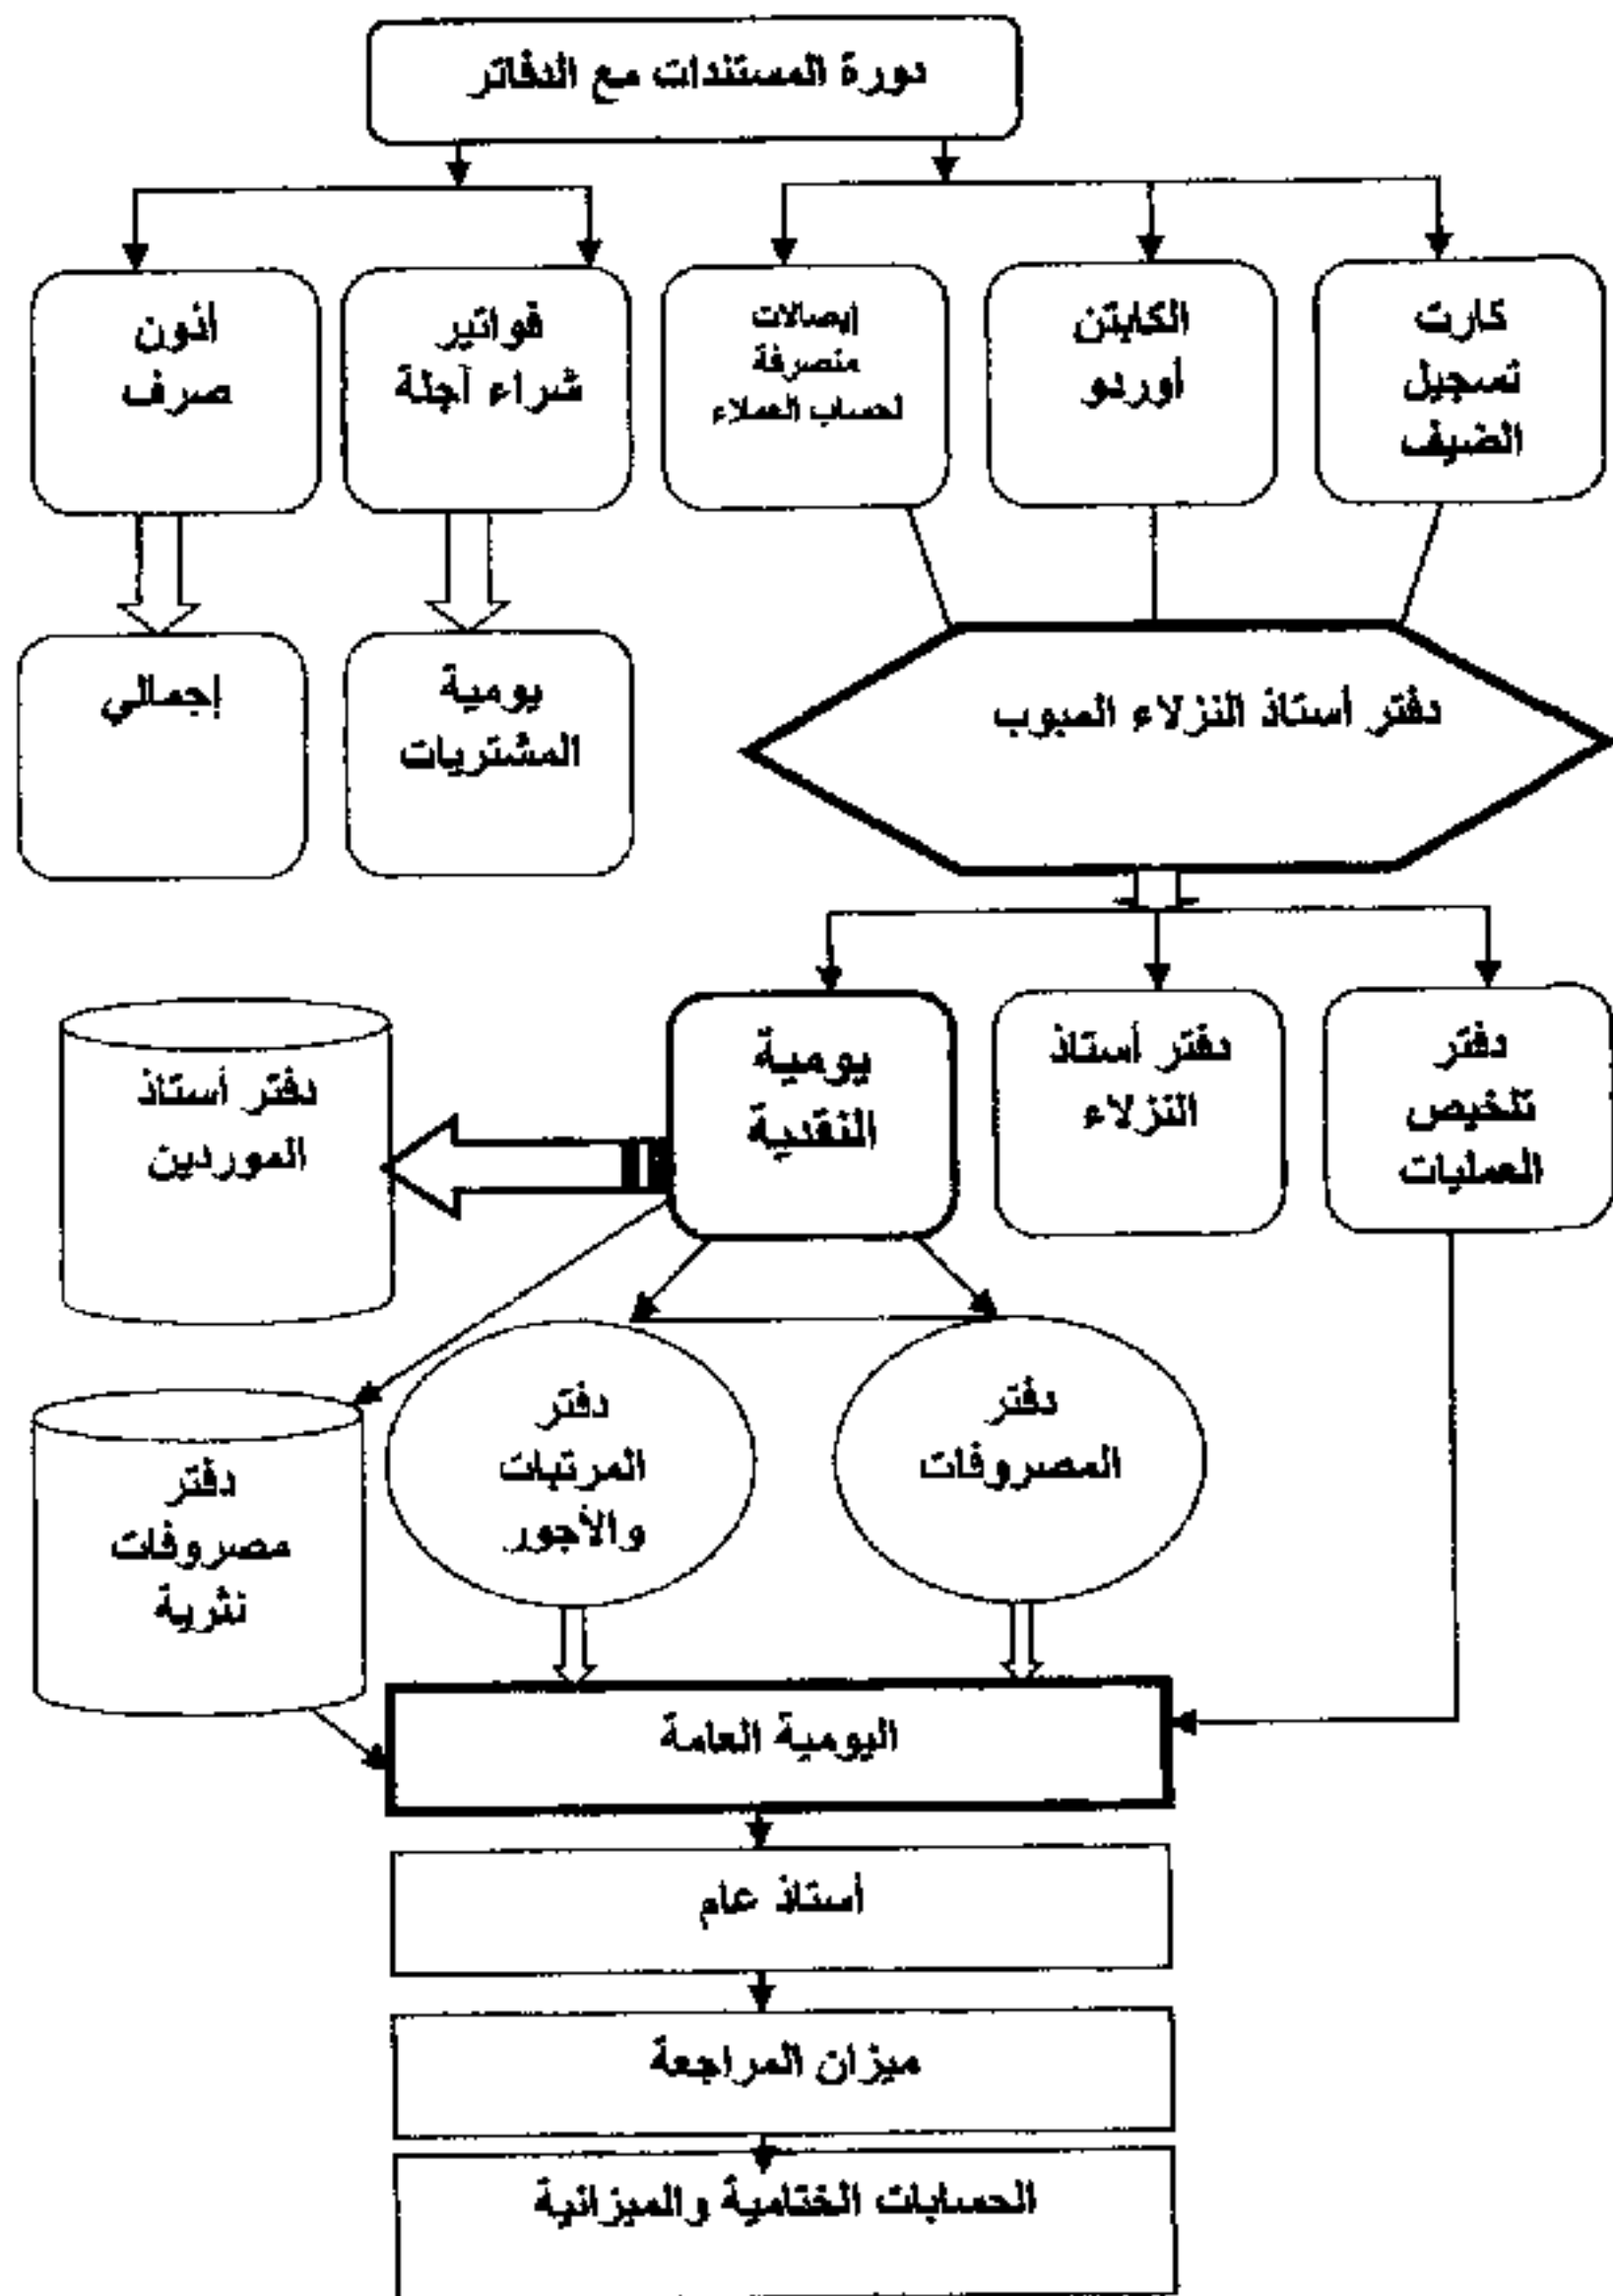 دورة المستندات مع الدفاتر
كارت
تسجيل
الضيف
الكابتن
أوردو
إيصالات
منصرفة
لحساب العملاء
فواتير
شراء آجلة
أذون
صرف
دفتر أستاذ النزلاء المبوب
يومية
المشتريات
إجمالي
دفتر
تلخيص
العمليات
دفتر أستاذ
النزلاء
يومية
النقدية
دفتر أستاذ
الموردين
دفتر
المصروفات
دفتر
المرتبات
والأجور
دفتر
مصروفات
نثرية
اليومية العامة
أستاذ عام
ميزان المراجعة
الحسابات الختامية والميزانية